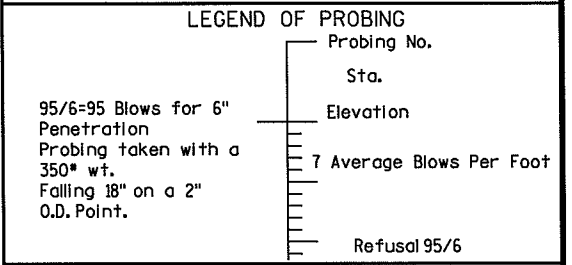 LEGEND OF PROBING
Probing No.
Sta.
Elevation
95/6=95 Blows for 6"
Penetration
Probing taken with a
350* wt.
Falling 18" on a 2"
O.D. Point.
7 Average Blows Per Foot
Refusal 95/6